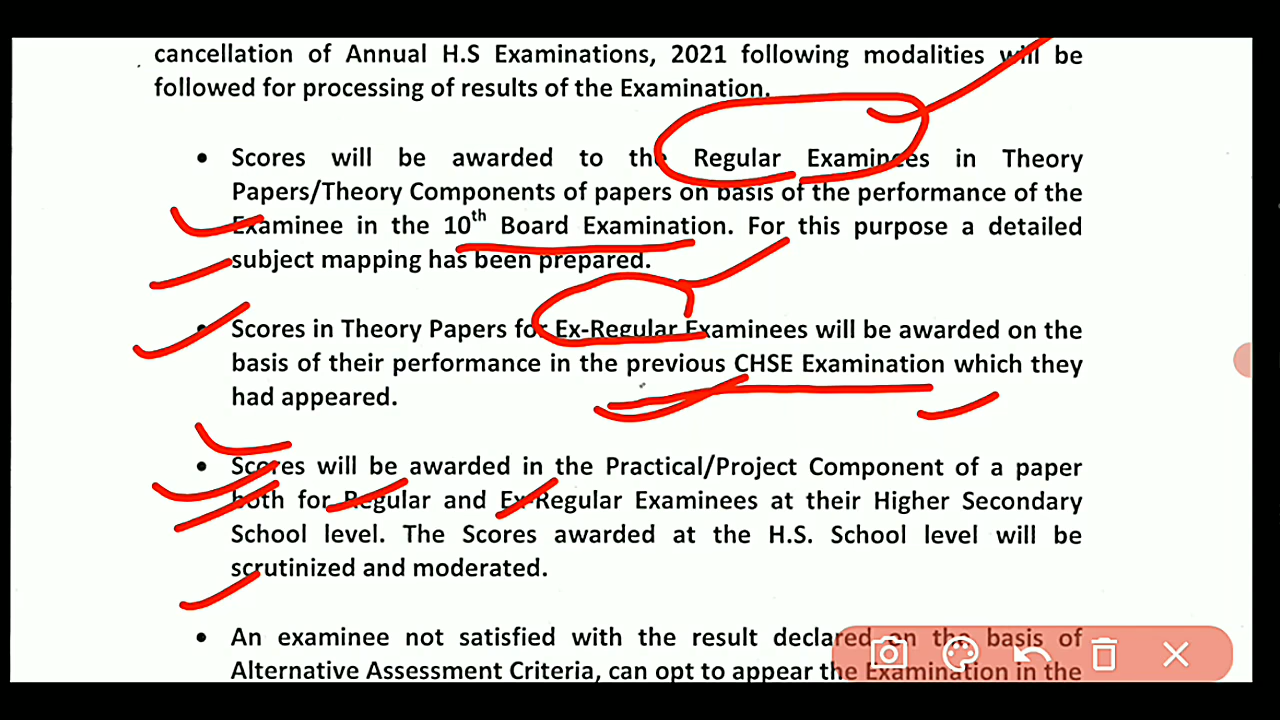 cancellation of Annual H.S Examinations, 2021 following modalities will be
followed for processing of results of the Examination.
• Scores will be awarded to the Regular Examinees in Theory
Papers/Theory Components of papers on basis of the performance of the
Examinee in the 10th Board Examination. For this purpose a detailed
subject mapping has been prepared.
• Scores in Theory Papers for Ex-Regular Examinees will be awarded on the
basis of their performance in the previous CHSE Examination which they
had appeared.
• Scores will be awarded in the Practical/Project Component of a paper
both for Regular and Ex-Regular Examinees at their Higher Secondary
School level. The Scores awarded at the H.S. School level will be
scrutinized and moderated.
• An examinee not satisfied with the result declared on the basis of
Alternative Assessment Criteria, can opt to appear the Examination in the